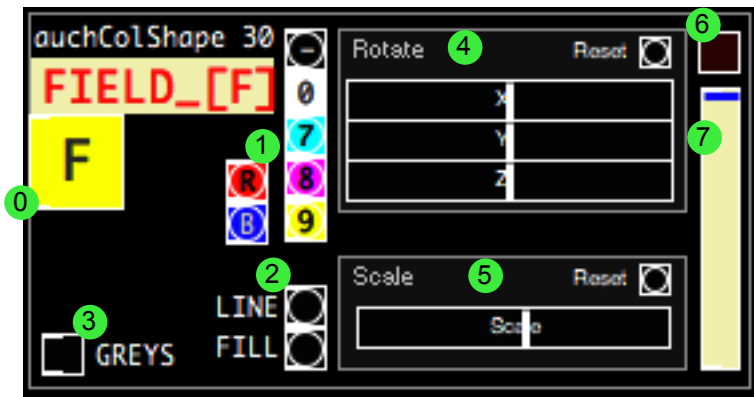 auchColShape 30
FIELD_[F]
F
0
1
R
B
-
0
7
8
9
2
LINE
FILL
3
GREYS
Rotate
4
Reset
X
Y
Z
Scale
5
Reset
Scale
6
7